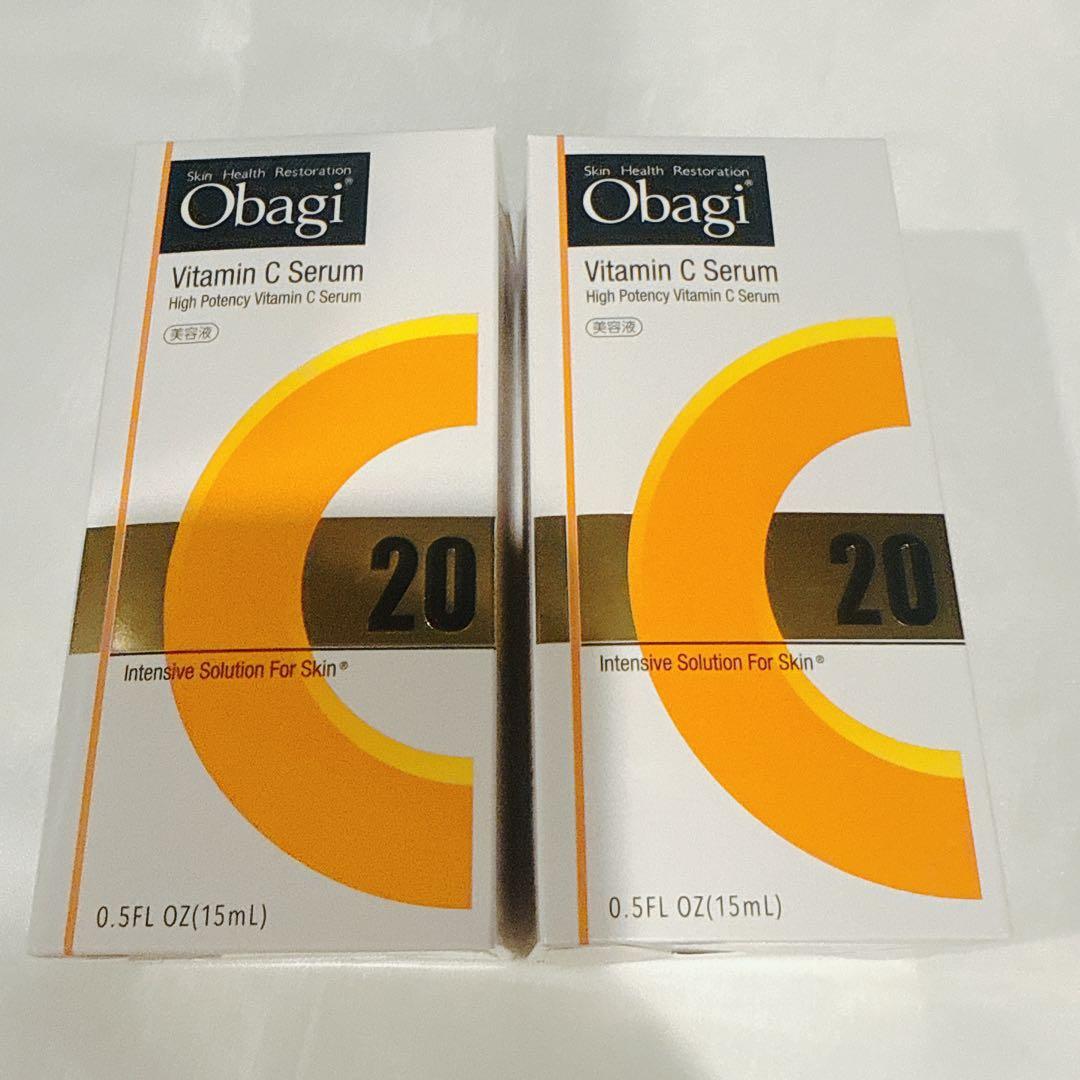 Skin Health Restoration
Obagi®
Vitamin C Serum
High Potency Vitamin C Serum
美容液
C
20
Intensive Solution For Skin®
0.5FL OZ(15mL)
Skin Health Restoration
Obagi®
Vitamin C Serum
High Potency Vitamin C Serum
美容液
C
20
Intensive Solution For Skin®
0.5FL OZ(15mL)